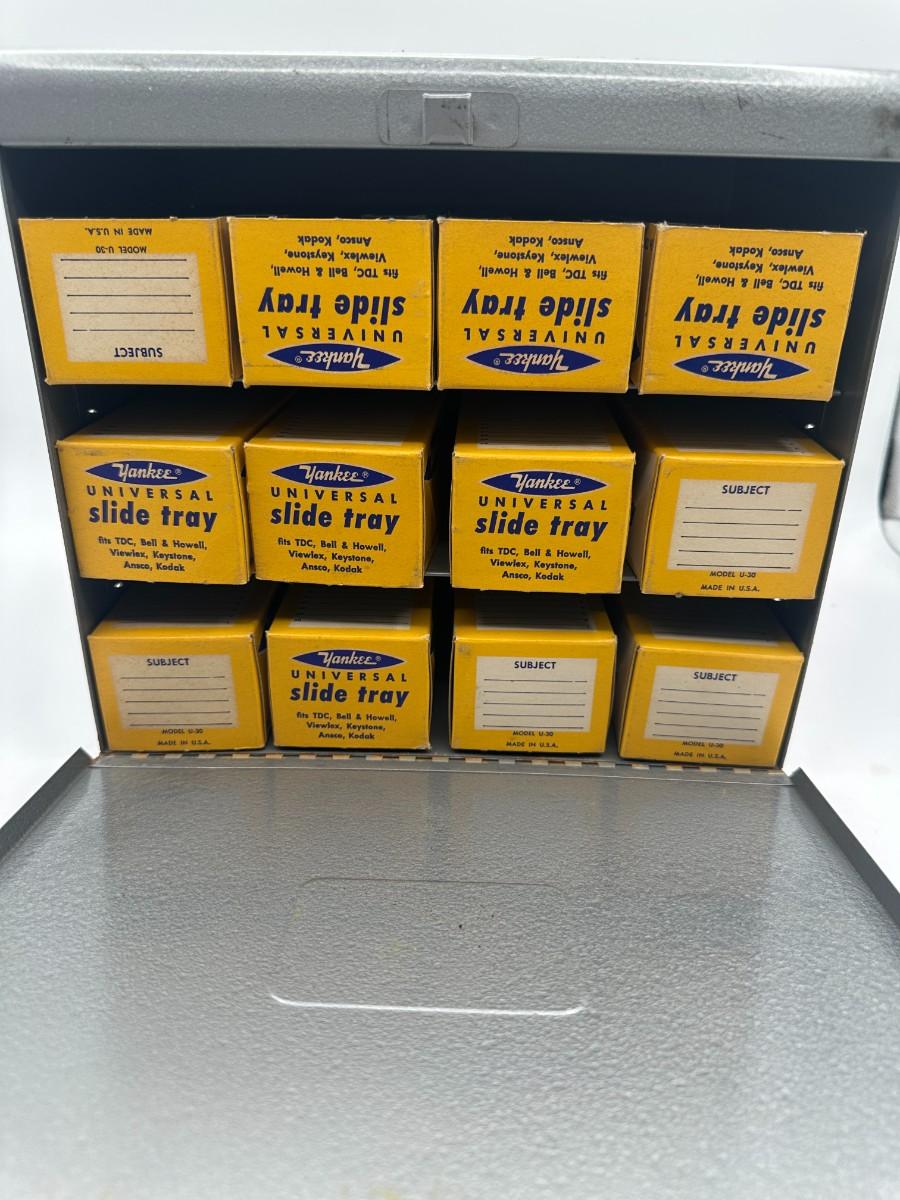 MADE IN U.S.A.
MODEL U-30
SUBJECT
Yankee®
UNIVERSAL
slide tray
fits TDC, Bell & Howell,
Viewlex, Keystone,
Ansco, Kodak
Yankee®
UNIVERSAL
slide tray
fits TDC, Bell & Howell,
Viewlex, Keystone,
Ansco, Kodak
Yankee®
UNIVERSAL
slide tray
fits TDC, Bell & Howell,
Viewlex, Keystone,
Ansco, Kodak
Yankee®
UNIVERSAL
slide tray
fits TDC, Bell & Howell,
Viewlex, Keystone,
Ansco, Kodak
Yankee®
UNIVERSAL
slide tray
fits TDC, Bell & Howell,
Viewlex, Keystone,
Ansco, Kodak
Yankee®
UNIVERSAL
slide tray
fits TDC, Bell & Howell,
Viewlex, Keystone,
Ansco, Kodak
SUBJECT
MODEL U-30
MADE IN U.S.A.
SUBJECT
MODEL U-30
MADE IN U.S.A.
Yankee®
UNIVERSAL
slide tray
fits TDC, Bell & Howell,
Viewlex, Keystone,
Ansco, Kodak
SUBJECT
MODEL U-30
MADE IN U.S.A.
SUBJECT
MODEL U-30
MADE IN U.S.A.